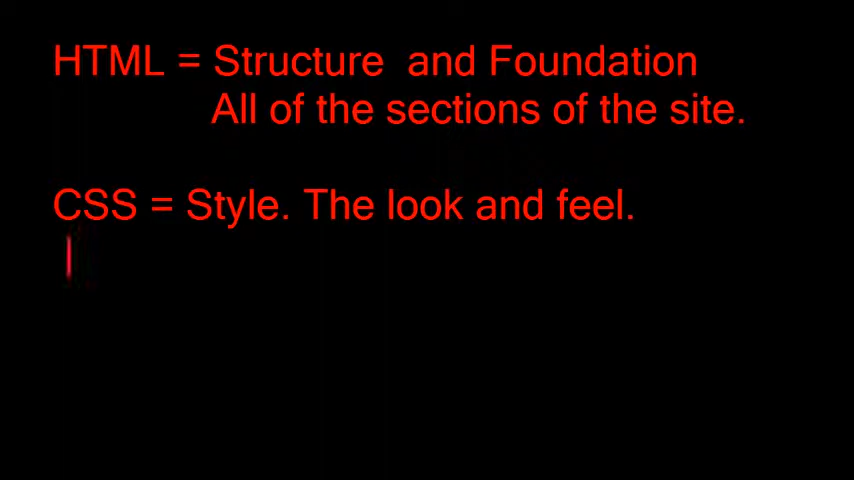 HTML = Structure  and Foundation
All of the sections of the site.
CSS = Style. The look and feel.